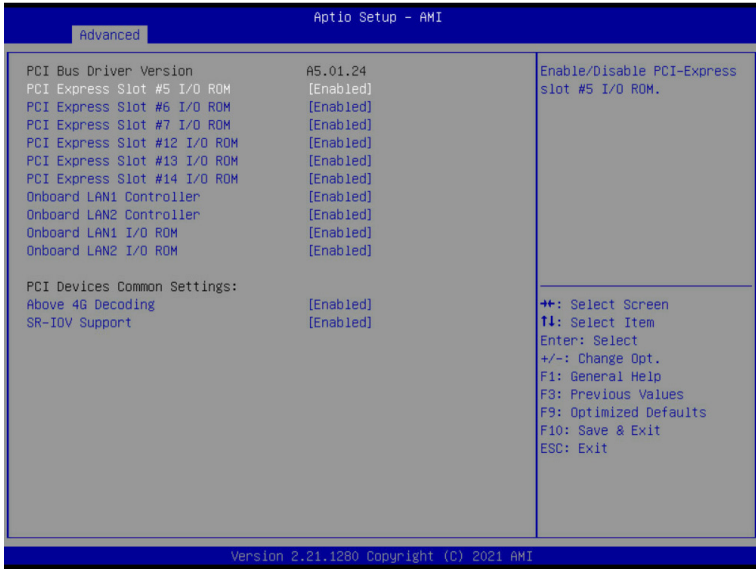 Aptio Setup - AMI
Advanced
PCI Bus Driver Version A5.01.24
PCI Express Slot #5 I/O ROM [Enabled]
PCI Express Slot #6 I/O ROM [Enabled]
PCI Express Slot #7 I/O ROM [Enabled]
PCI Express Slot #12 I/O ROM [Enabled]
PCI Express Slot #13 I/O ROM [Enabled]
PCI Express Slot #14 I/O ROM [Enabled]
Onboard LAN1 Controller [Enabled]
Onboard LAN2 Controller [Enabled]
Onboard LAN1 I/O ROM [Enabled]
Onboard LAN2 I/O ROM [Enabled]
PCI Devices Common Settings:
Above 4G Decoding [Enabled]
SR-IOV Support [Enabled]
Enable/Disable PCI-Express
slot #5 I/O ROM.
→←: Select Screen
↑↓: Select Item
Enter: Select
+/-: Change Opt.
F1: General Help
F3: Previous Values
F9: Optimized Defaults
F10: Save & Exit
ESC: Exit
Version 2.21.1280 Copyright (C) 2021 AMI